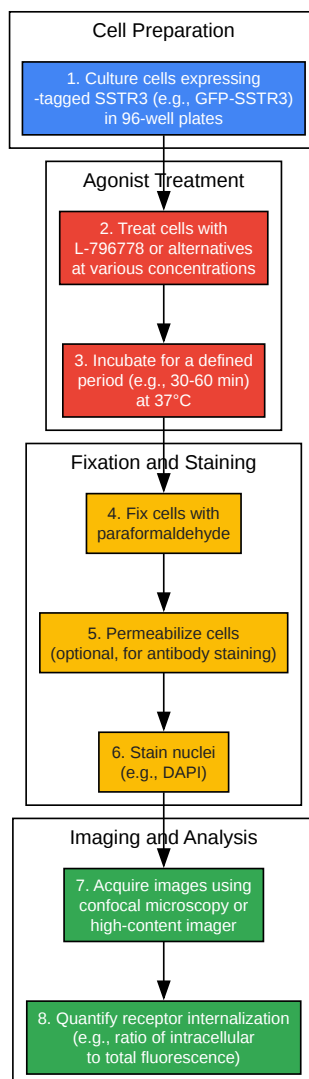 Cell Preparation
1. Culture cells expressing
-tagged SSTR3 (e.g., GFP-SSTR3)
in 96-well plates
Agonist Treatment
2. Treat cells with
L-796778 or alternatives
at various concentrations
3. Incubate for a defined
period (e.g., 30-60 min)
at 37°C
Fixation and Staining
4. Fix cells with
paraformaldehyde
5. Permeabilize cells
(optional, for antibody staining)
6. Stain nuclei
(e.g., DAPI)
Imaging and Analysis
7. Acquire images using
confocal microscopy or
high-content imager
8. Quantify receptor internalization
(e.g., ratio of intracellular
to total fluorescence)